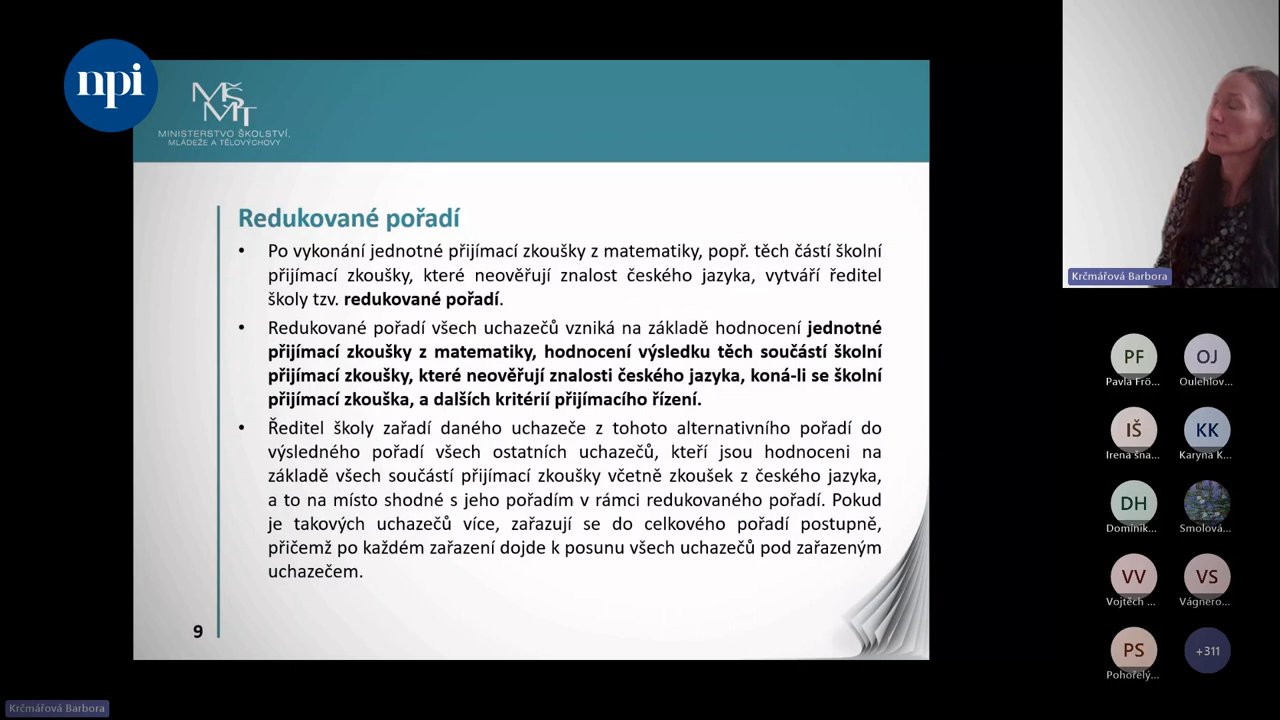 npi
MŠMT
MINISTERSTVO ŠKOLSTVÍ,
MLÁDEŽE A TĚLOVÝCHOVY
Redukované pořadí
• Po vykonání jednotné přijímací zkoušky z matematiky, popř. těch částí školní
přijímací zkoušky, které neověřují znalost českého jazyka, vytváří ředitel
školy tzv. redukované pořadí.
• Redukované pořadí všech uchazečů vzniká na základě hodnocení jednotné
přijímací zkoušky z matematiky, hodnocení výsledku těch součástí školní
přijímací zkoušky, které neověřují znalosti českého jazyka, koná-li se školní
přijímací zkouška, a dalších kritérií přijímacího řízení.
• Ředitel školy zařadí daného uchazeče z tohoto alternativního pořadí do
výsledného pořadí všech ostatních uchazečů, kteří jsou hodnoceni na
základě všech součástí přijímací zkoušky včetně zkoušek z českého jazyka,
a to na místo shodné s jeho pořadím v rámci redukovaného pořadí. Pokud
je takových uchazečů více, zařazují se do celkového pořadí postupně,
přičemž po každém zařazení dojde k posunu všech uchazečů pod zařazeným
uchazečem.
9
Krčmářová Barbora
PF OJ
Pavla Frö... Oulehlov...
IŠ KK
Irena šna... Karyna K...
DH
Dominik... Smolová...
VV VS
Vojtěch ... Vágnero...
PS +311
Pohořelý...
Krčmářová Barbora